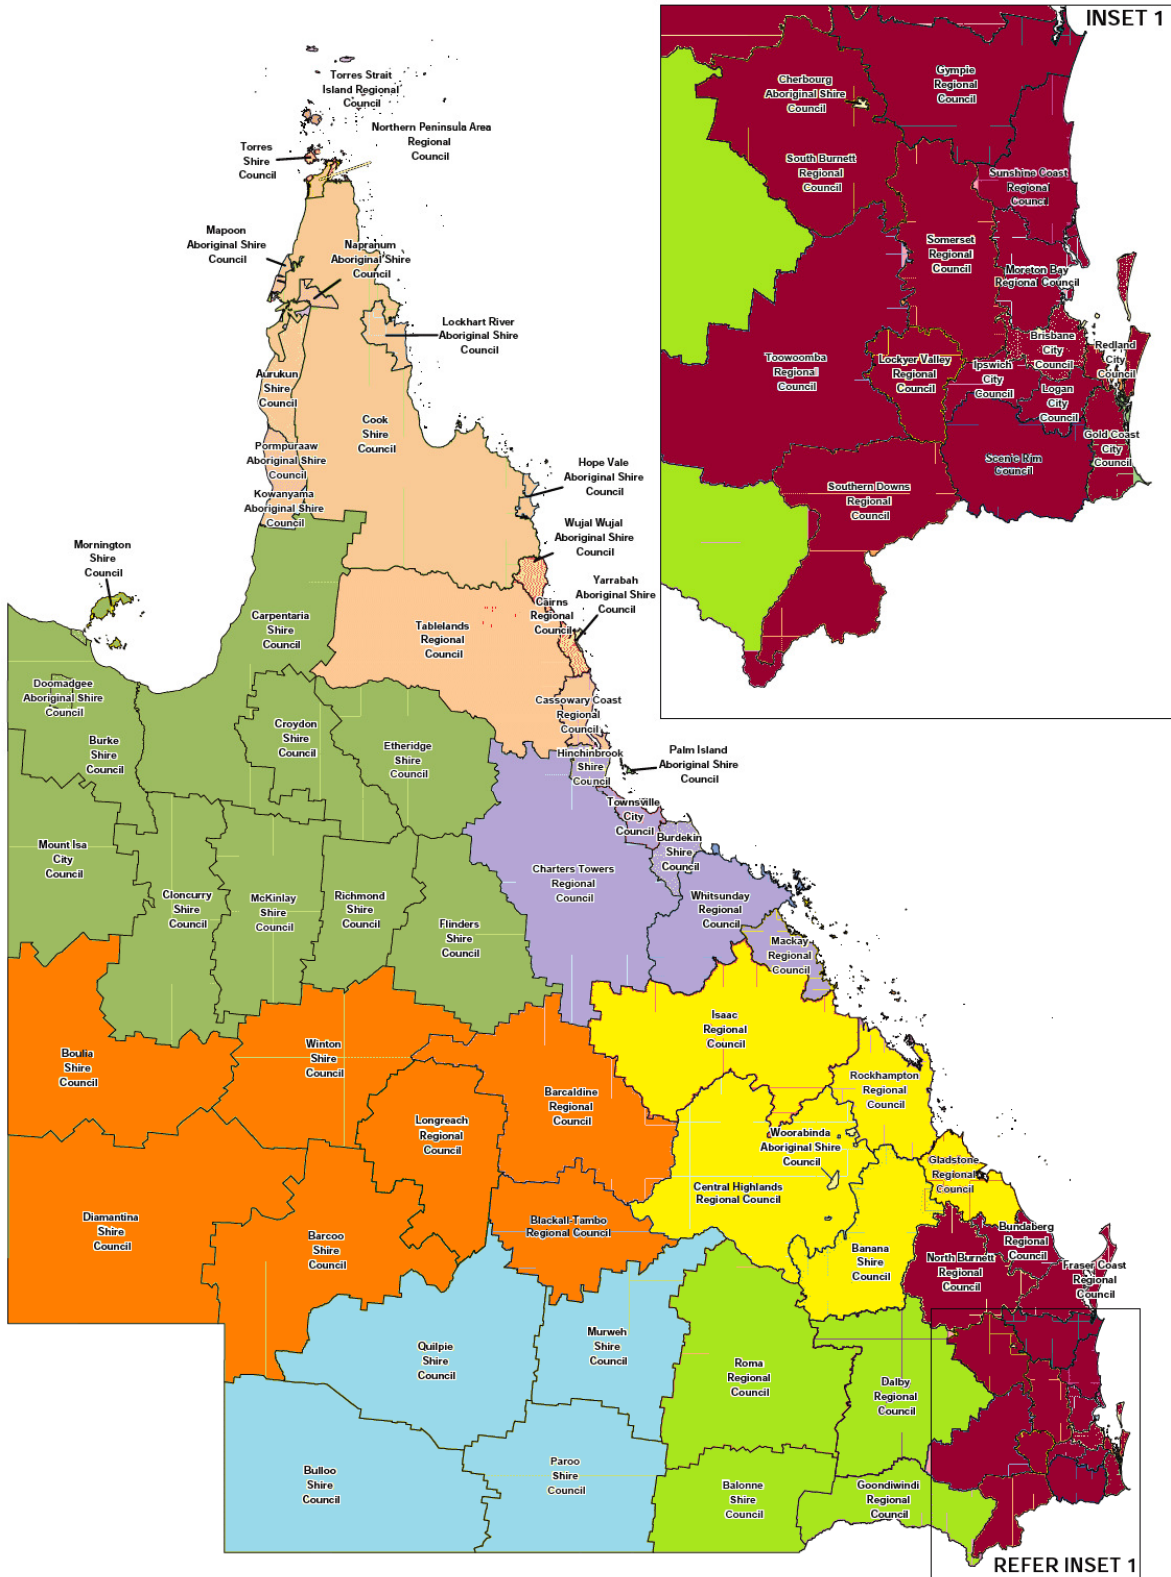 INSET 1
Torres Strait
Island Regional
Council
Northern Peninsula Area
Regional
Council
Torres
Shire
Council
Mapoon
Aboriginal Shire
Council
Napranum
Aboriginal Shire
Council
Lockhart River
Aboriginal Shire
Council
Aurukun
Shire
Council
Cook
Shire
Council
Pormpuraaw
Aboriginal Shire
Council
Kowanyama
Aboriginal Shire
Council
Hope Vale
Aboriginal Shire
Council
Wujal Wujal
Aboriginal Shire
Council
Yarrabah
Aboriginal Shire
Council
Mornington
Shire
Council
Carpentaria
Shire
Council
Tablelands
Regional
Council
Cairns
Regional
Council
Doomadgee
Aboriginal Shire
Council
Burke
Shire
Council
Croydon
Shire
Council
Etheridge
Shire
Council
Cassowary Coast
Regional
Council
Hinchinbrook
Shire
Council
Palm Island
Aboriginal Shire
Council
Townsville
City
Council
Burdekin
Shire
Council
Mount Isa
City
Council
Cloncurry
Shire
Council
McKinlay
Shire
Council
Richmond
Shire
Council
Flinders
Shire
Council
Charters Towers
Regional
Council
Whitsunday
Regional
Council
Mackay
Regional
Council
Isaac
Regional
Council
Boulia
Shire
Council
Winton
Shire
Council
Longreach
Regional
Council
Barcaldine
Regional
Council
Rockhampton
Regional
Council
Woorabinda
Aboriginal Shire
Council
Central Highlands
Regional Council
Gladstone
Regional
Council
Diamantina
Shire
Council
Barcoo
Shire
Council
Blackall-Tambo
Regional Council
Banana
Shire
Council
Bundaberg
Regional
Council
North Burnett
Regional
Council
Fraser Coast
Regional
Council
Quilpie
Shire
Council
Murweh
Shire
Council
Roma
Regional
Council
Dalby
Regional
Council
Bulloo
Shire
Council
Paroo
Shire
Council
Balonne
Shire
Council
Goondiwindi
Regional
Council
REFER INSET 1
Cherbourg
Aboriginal Shire
Council
Gympie
Regional
Council
South Burnett
Regional
Council
Sunshine Coast
Regional
Council
Somerset
Regional
Council
Moreton Bay
Regional Council
Toowoomba
Regional
Council
Lockyer Valley
Regional
Council
Ipswich
City
Council
Brisbane
City
Council
Redland
City
Council
Logan
City
Council
Gold Coast
City
Council
Scenic Rim
Council
Southern Downs
Regional
Council